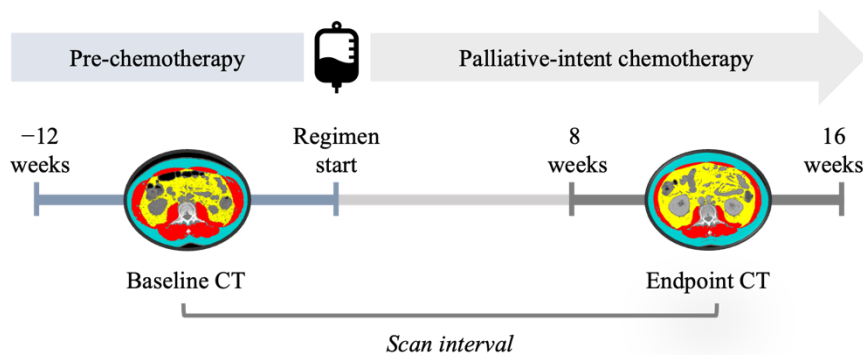 Pre-chemotherapy
Palliative-intent chemotherapy
−12
weeks
Regimen
start
8
weeks
16
weeks
Baseline CT
Endpoint CT
Scan interval